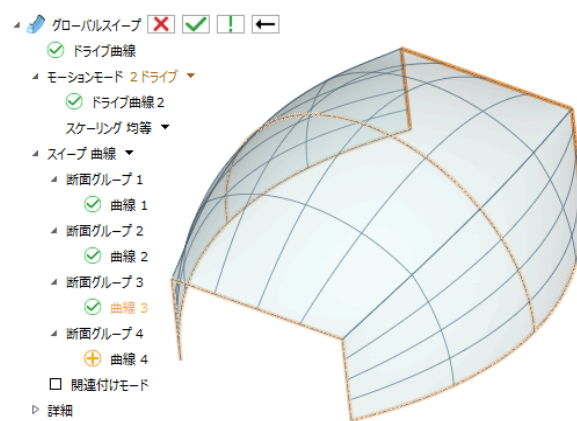 グローバルスイープ
ドライブ曲線
モーションモード 2 ドライブ
ドライブ曲線 2
スケーリング 均等
スイープ 曲線
断面グループ 1
曲線 1
断面グループ 2
曲線 2
断面グループ 3
曲線 3
断面グループ 4
曲線 4
関連付けモード
詳細